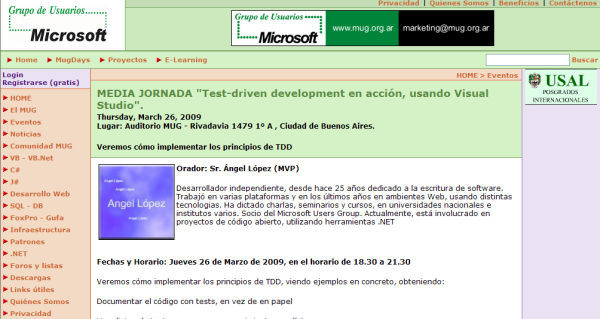 Privacidad | Quienes Somos | Beneficios | Contáctenos
Grupo de Usuarios
Microsoft
Grupo de Usuarios
Microsoft
www.mug.org.ar
marketing@mug.org.ar
Home
MugDays
Proyectos
E-Learning
Buscar
Login
Registrarse (gratis)
HOME
El MUG
Eventos
Noticias
Comunidad MUG
VB - VB.Net
C#
J#
Desarrollo Web
SQL - DB
FoxPro - Gufa
Infraestructura
Patrones
.NET
Foros y listas
Descargas
Links útiles
Quiénes Somos
Privacidad
HOME > Eventos
MEDIA JORNADA "Test-driven development en acción, usando Visual
Studio".
Thursday, March 26, 2009
Lugar: Auditorio MUG - Rivadavia 1479 1º A , Ciudad de Buenos Aires.
Veremos cómo implementar los principios de TDD
Angel López
Angel López
Angel López
Angel López
Orador: Sr. Ángel López (MVP)
Desarrollador independiente, desde hace 25 años dedicado a la escritura de software.
Trabajó en varias plataformas y en los últimos años en ambientes Web, usando distintas
tecnologías. Ha dictado charlas, seminarios y cursos, en universidades nacionales e
institutos varios. Socio del Microsoft Users Group. Actualmente, está involucrado en
proyectos de código abierto, utilizando herramientas .NET
Fechas y Horario: Jueves 26 de Marzo de 2009, en el horario de 18.30 a 21.30
Veremos cómo implementar los principios de TDD, viendo ejemplos en concreto, obteniendo:
Documentar el código con tests, en vez de en papel
USAL
POSGRADOS
INTERNACIONALES